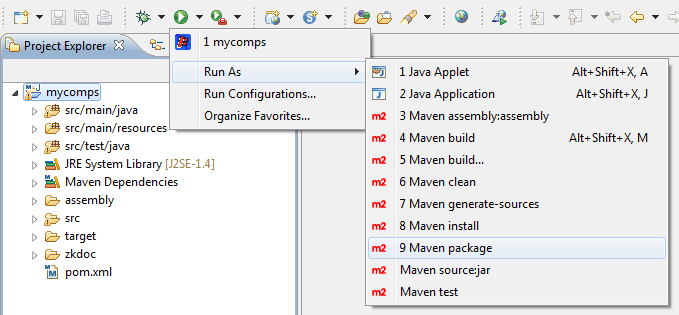 Project Explorer
mycomps
src/main/java
src/main/resources
src/test/java
JRE System Library [J2SE-1.4]
Maven Dependencies
assembly
src
target
zkdoc
pom.xml
1 mycomps
Run As
Run Configurations...
Organize Favorites...
1 Java Applet Alt+Shift+X, A
2 Java Application Alt+Shift+X, J
m2 3 Maven assembly:assembly
m2 4 Maven build Alt+Shift+X, M
m2 5 Maven build...
m2 6 Maven clean
m2 7 Maven generate-sources
m2 8 Maven install
m2 9 Maven package
m2 Maven source:jar
m2 Maven test